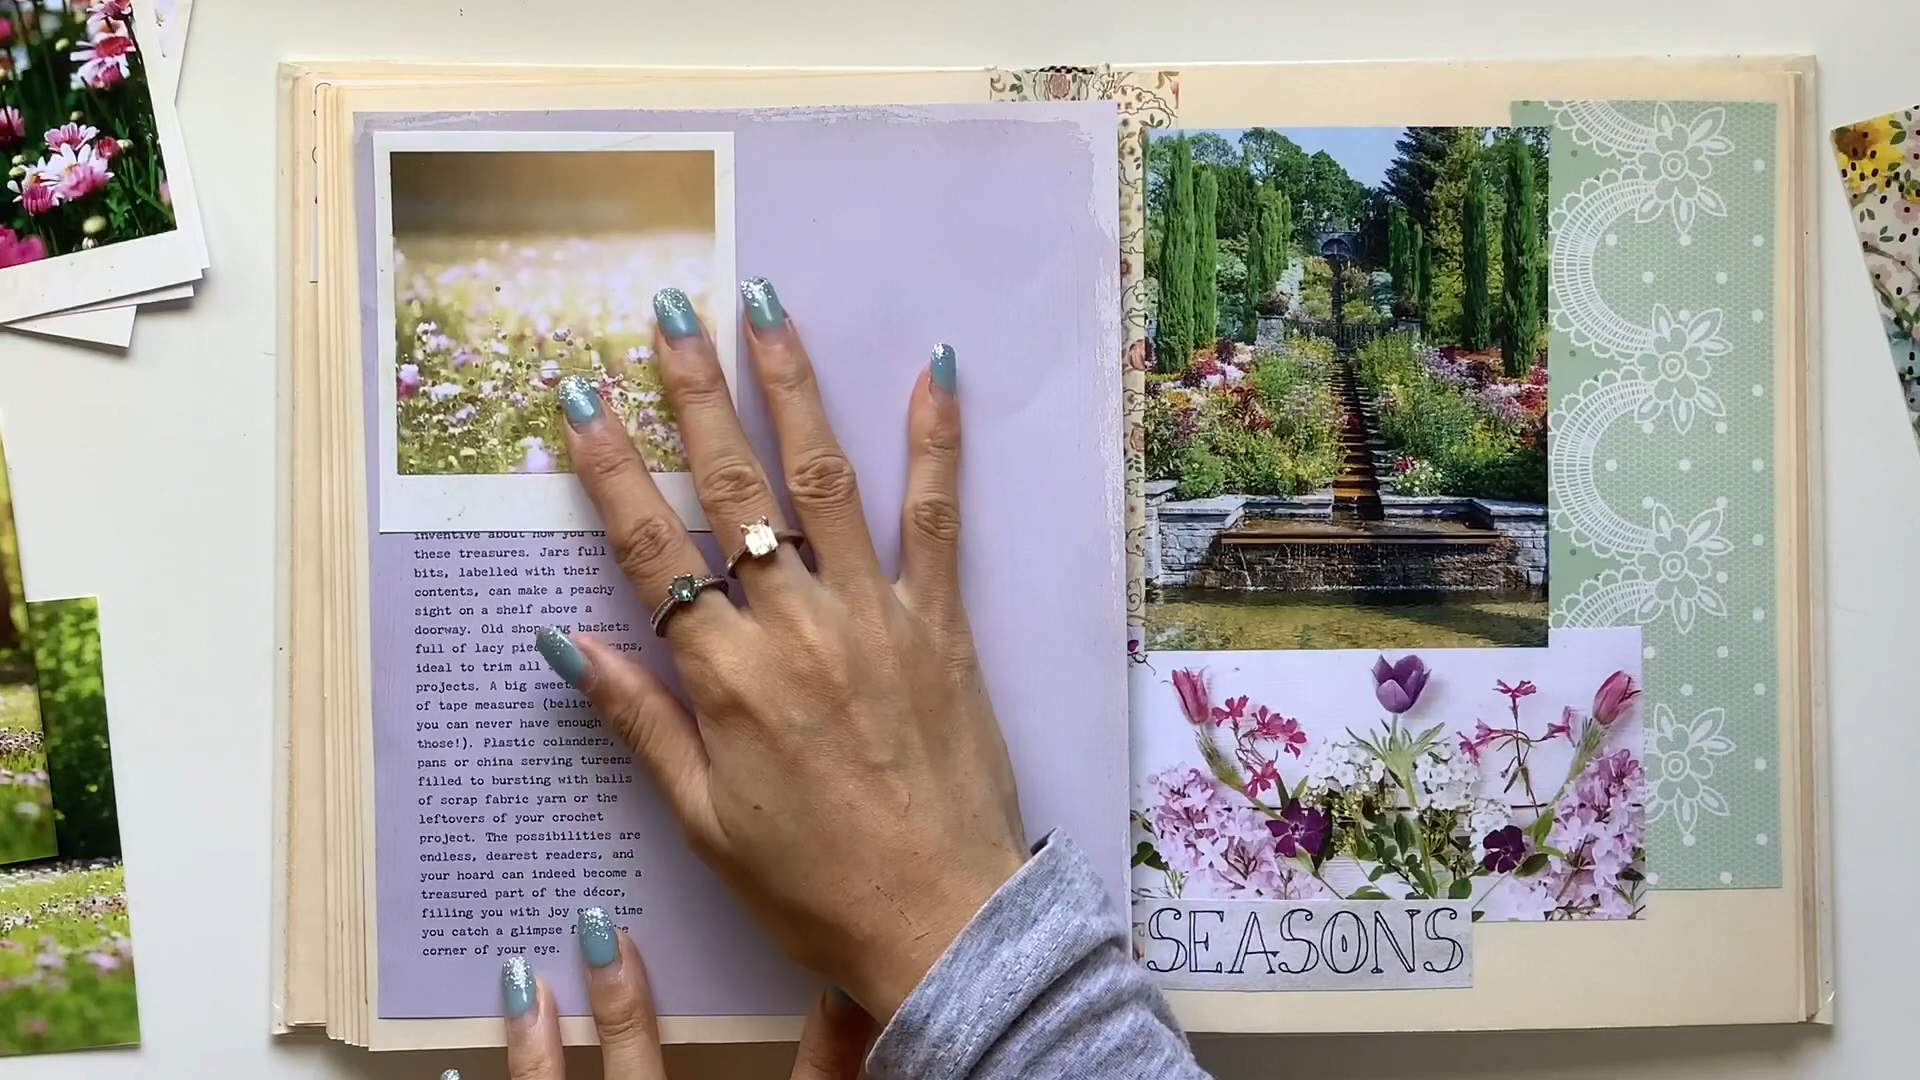 inventive about how you
these treasures. Jars full
bits, labelled with their
contents, can make a peachy
sight on a shelf above a
doorway. Old shopping baskets
full of lacy
ideal to trim all
projects. A big
of tape measures
you can never have enough
those!). Plastic colanders,
pans or china serving tureens
filled to bursting with balls
of scrap fabric yarn or the
leftovers of your crochet
project. The possibilities are
endless, dearest readers, and
your hoard can indeed become a
treasured part of the décor,
filling you with joy time
you catch a glimpse
corner of your eye.
SEASONS